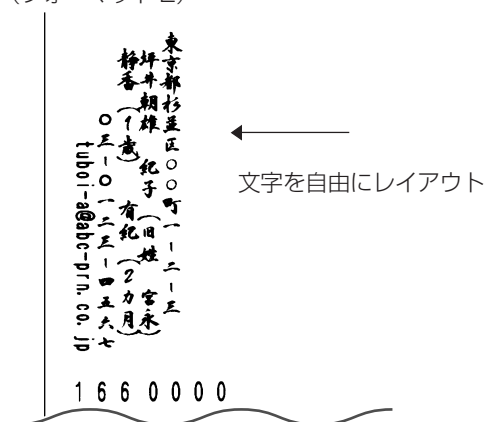 東京都杉並区○○町一ー二ー三
坪井朝雄 紀子(旧姓 宮永)
静香(1歳) 有紀(2カ月)
〇三ー〇一二三ー四五六七
tuboi-a@abc-prn.co.jp
1660000
文字を自由にレイアウト